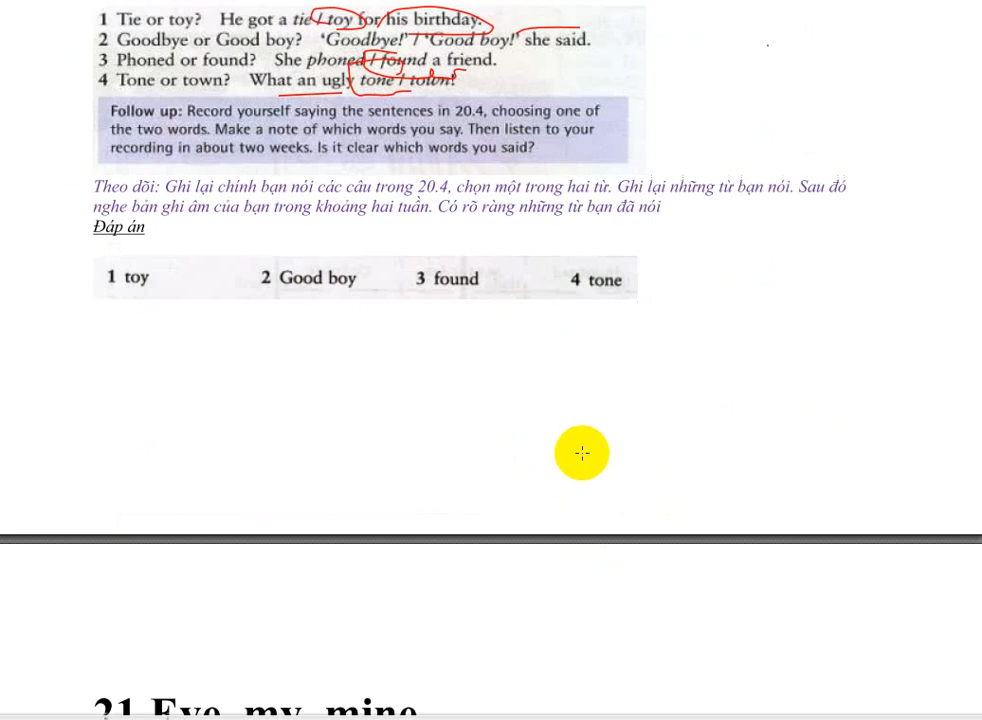 1 Tie or toy? He got a tie / toy for his birthday.
2 Goodbye or Good boy? ‘Goodbye!’ / ‘Good boy!’ she said.
3 Phoned or found? She phoned / found a friend.
4 Tone or town? What an ugly tone / town!
Follow up: Record yourself saying the sentences in 20.4, choosing one of
the two words. Make a note of which words you say. Then listen to your
recording in about two weeks. Is it clear which words you said?
Theo dõi: Ghi lại chính bạn nói các câu trong 20.4, chọn một trong hai từ. Ghi lại những từ bạn nói. Sau đó
nghe bản ghi âm của bạn trong khoảng hai tuần. Có rõ ràng những từ bạn đã nói
Đáp án
1 toy 2 Good boy 3 found 4 tone
21 Eye, my, mine